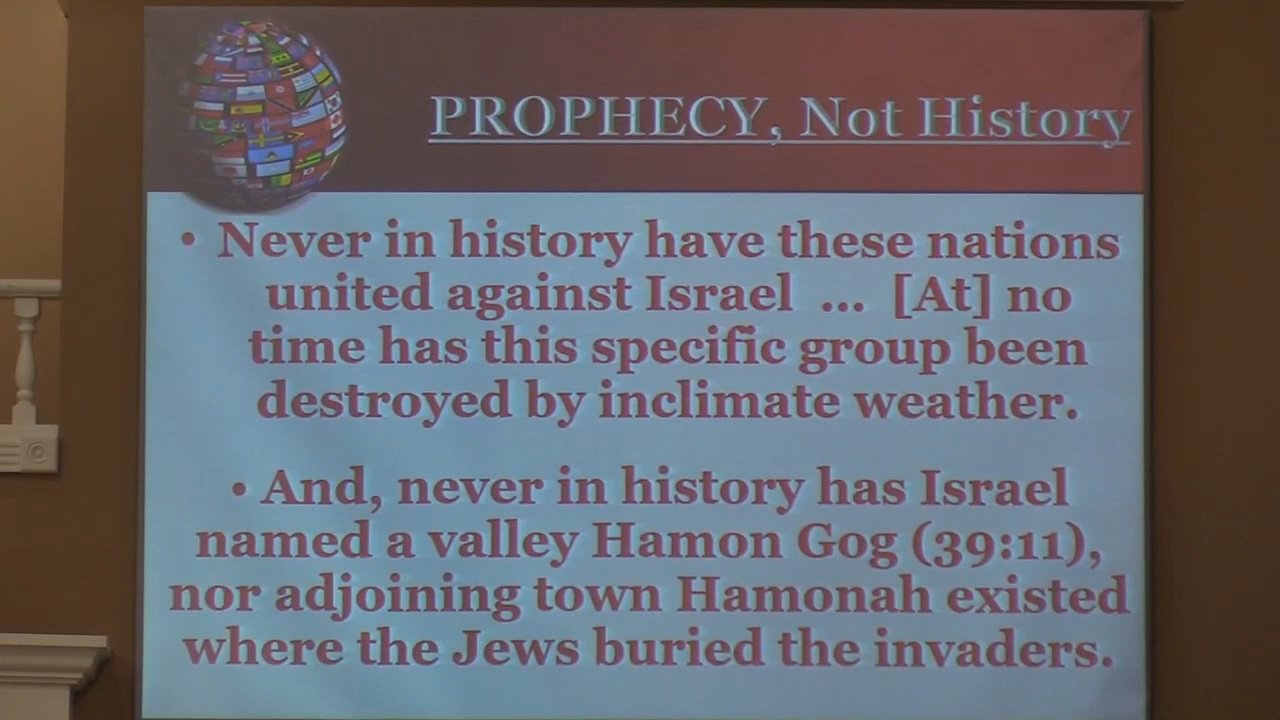 PROPHECY, Not History
• Never in history have these nations
united against Israel ... [At] no
time has this specific group been
destroyed by inclimate weather.
• And, never in history has Israel
named a valley Hamon Gog (39:11),
nor adjoining town Hamonah existed
where the Jews buried the invaders.